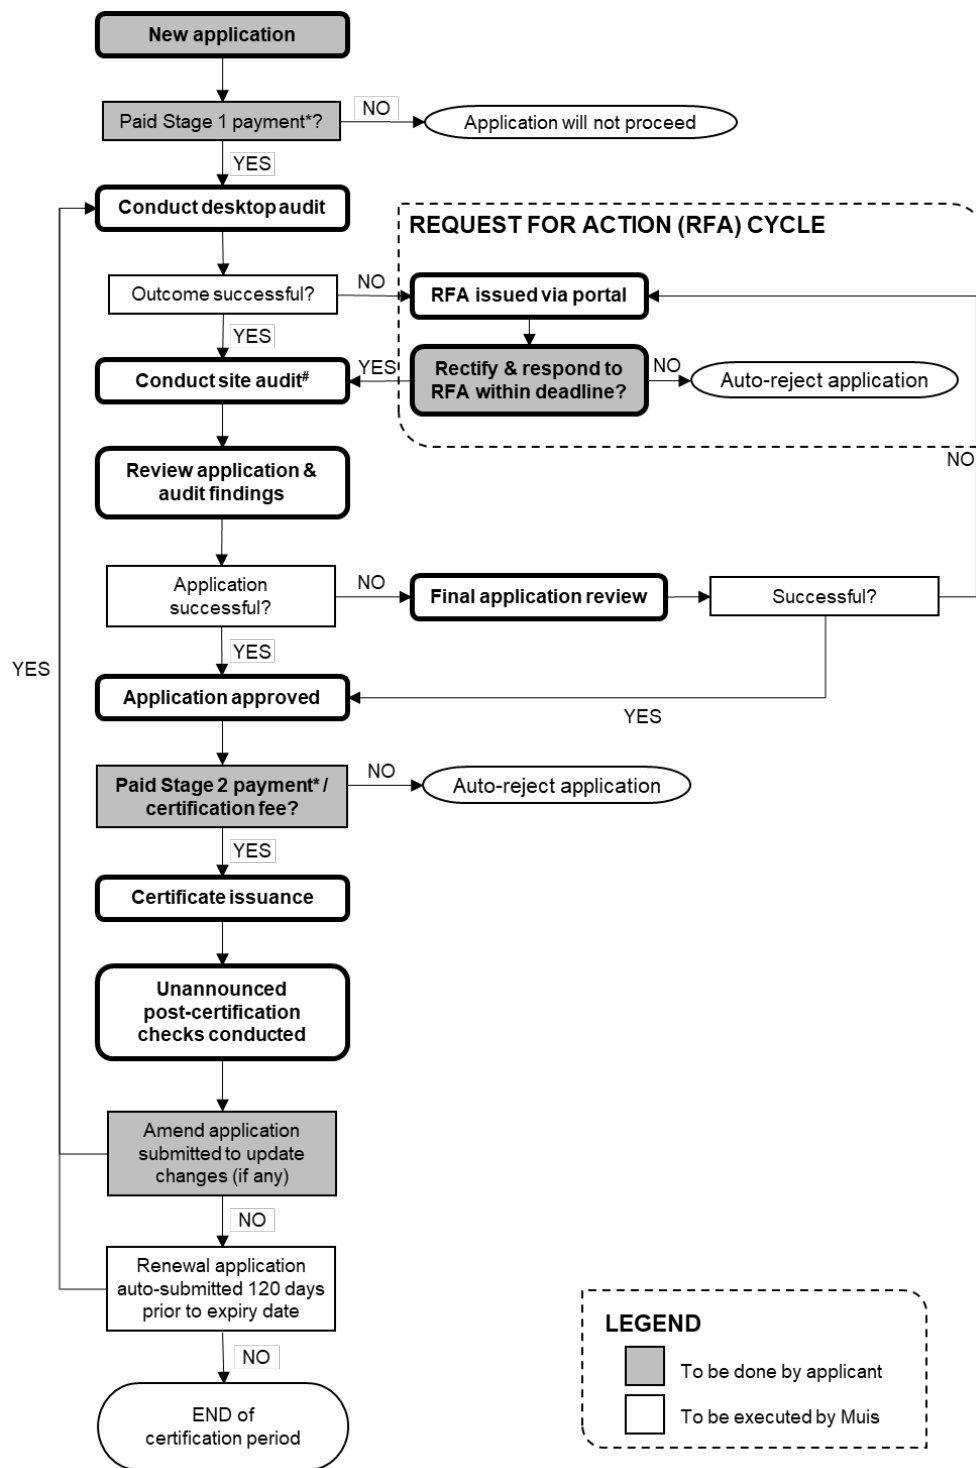 New application
Paid Stage 1 payment*?
NO
Application will not proceed
YES
Conduct desktop audit
REQUEST FOR ACTION (RFA) CYCLE
Outcome successful?
NO
RFA issued via portal
YES
Conduct site audit#
YES
Rectify & respond to
RFA within deadline?
NO
Auto-reject application
Review application &
audit findings
NO
Application
successful?
NO
Final application review
Successful?
YES
YES
Application approved
YES
Paid Stage 2 payment* /
certification fee?
NO
Auto-reject application
YES
Certificate issuance
Unannounced
post-certification
checks conducted
Amend application
submitted to update
changes (if any)
NO
Renewal application
auto-submitted 120 days
prior to expiry date
NO
END of
certification period
LEGEND
To be done by applicant
To be executed by Muis